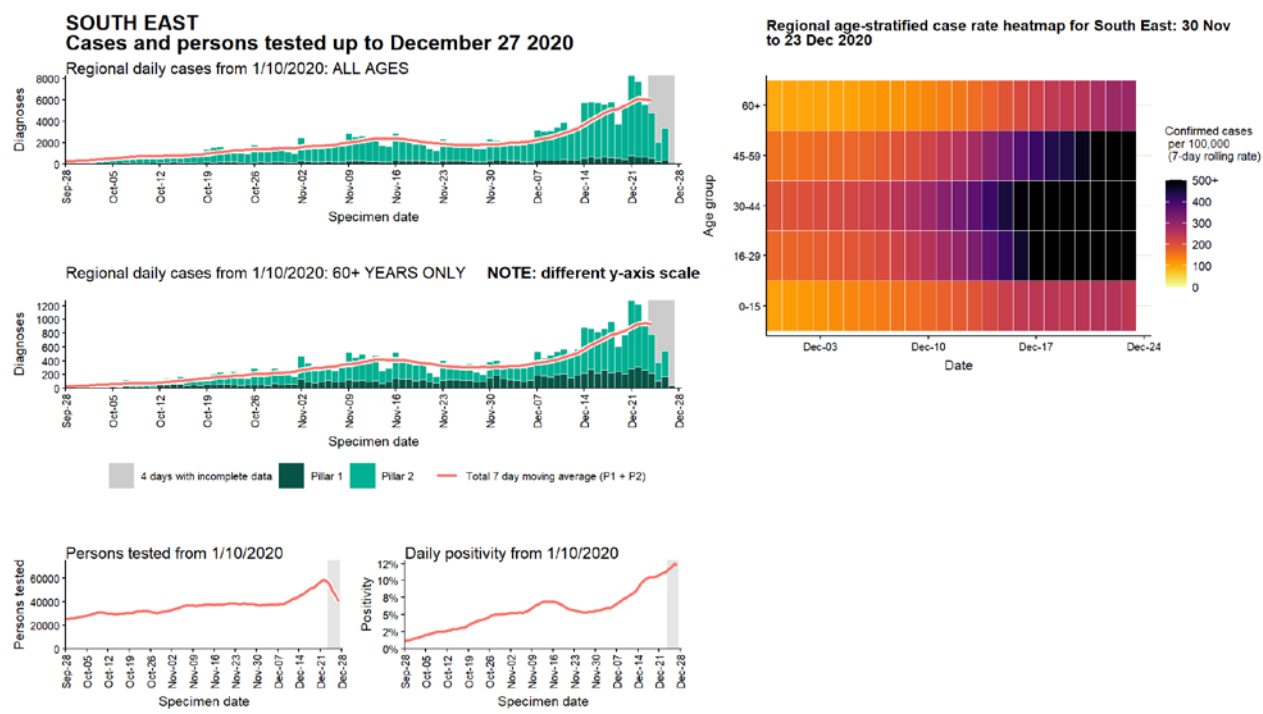 SOUTH EAST
Cases and persons tested up to December 27 2020
Regional daily cases from 1/10/2020: ALL AGES
Diagnoses
8000
6000
4000
2000
0
Sep-28
Oct-05
Oct-12
Oct-19
Oct-26
Nov-02
Nov-09
Nov-16
Nov-23
Nov-30
Dec-07
Dec-14
Dec-21
Dec-28
Specimen date
Regional daily cases from 1/10/2020: 60+ YEARS ONLY NOTE: different y-axis scale
Diagnoses
1200
1000
800
600
400
200
0
Sep-28
Oct-05
Oct-12
Oct-19
Oct-26
Nov-02
Nov-09
Nov-16
Nov-23
Nov-30
Dec-07
Dec-14
Dec-21
Dec-28
Specimen date
4 days with incomplete data Pillar 1 Pillar 2 Total 7 day moving average (P1 + P2)
Persons tested from 1/10/2020
Persons tested
60000
40000
20000
0
Sep-28
Oct-05
Oct-12
Oct-19
Oct-26
Nov-02
Nov-09
Nov-16
Nov-23
Nov-30
Dec-07
Dec-14
Dec-21
Dec-28
Specimen date
Daily positivity from 1/10/2020
Positivity
12%
10%
8%
5%
2%
0%
Sep-28
Oct-05
Oct-12
Oct-19
Oct-26
Nov-02
Nov-09
Nov-16
Nov-23
Nov-30
Dec-07
Dec-14
Dec-21
Dec-28
Specimen date
Regional age-stratified case rate heatmap for South East: 30 Nov
to 23 Dec 2020
Age group
60+
45-59
30-44
16-29
0-15
Dec-03
Dec-10
Dec-17
Dec-24
Date
Confirmed cases
per 100,000
(7-day rolling rate)
500+
400
300
200
100
0